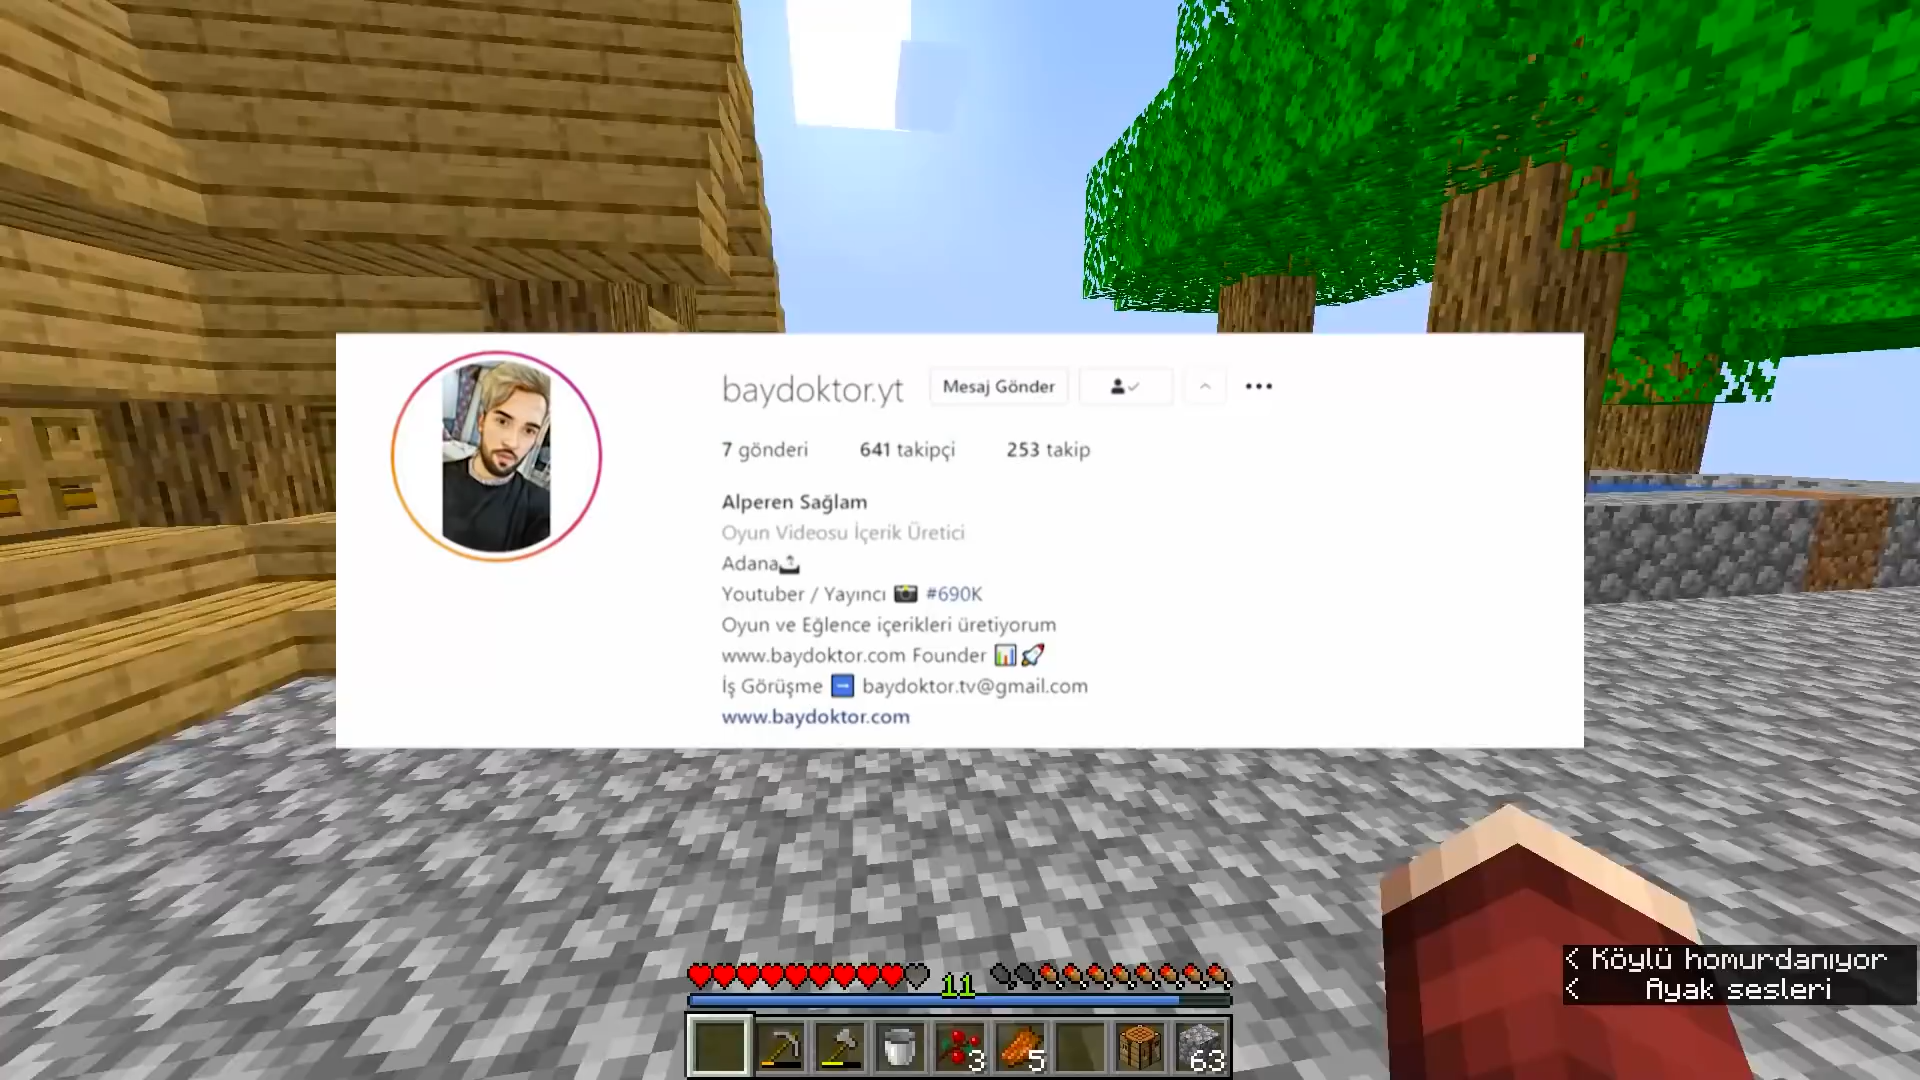 baydoktor.yt Mesaj Gönder
7 gönderi 641 takipçi 253 takip
Alperen Sağlam
Oyun Videosu İçerik Üretici
Adana
Youtuber / Yayıncı #690K
Oyun ve Eğlence içerikleri üretiyorum
www.baydoktor.com Founder
İş Görüşme baydoktor.tv@gmail.com
www.baydoktor.com
< Köylü homurdanıyor
< Ayak sesleri
11
3 5 63